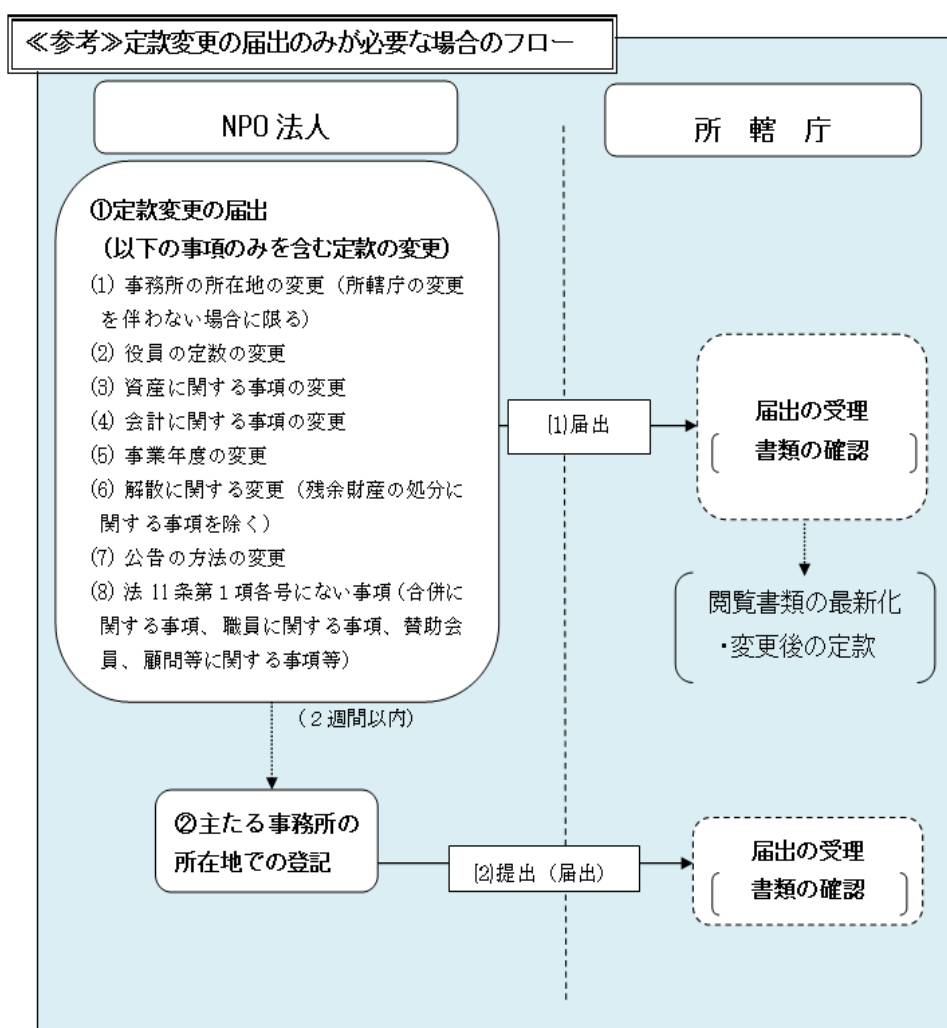 ≪参考≫定款変更の届出のみが必要な場合のフロー
NPO 法人
所 轄 庁
①定款変更の届出
(以下の事項のみを含む定款の変更)
(1) 事務所の所在地の変更（所轄庁の変更
を伴わない場合に限る）
(2) 役員の定数の変更
(3) 資産に関する事項の変更
(4) 会計に関する事項の変更
(5) 事業年度の変更
(6) 解散に関する変更（残余財産の処分に
関する事項を除く）
(7) 公告の方法の変更
(8) 法 11 条第 1 項各号にない事項（合併に
関する事項、職員に関する事項、賛助会
員、顧問等に関する事項等）
(1)届出
届出の受理
書類の確認
閲覧書類の最新化
・変更後の定款
（２週間以内）
②主たる事務所の
所在地での登記
(2)提出（届出）
届出の受理
書類の確認